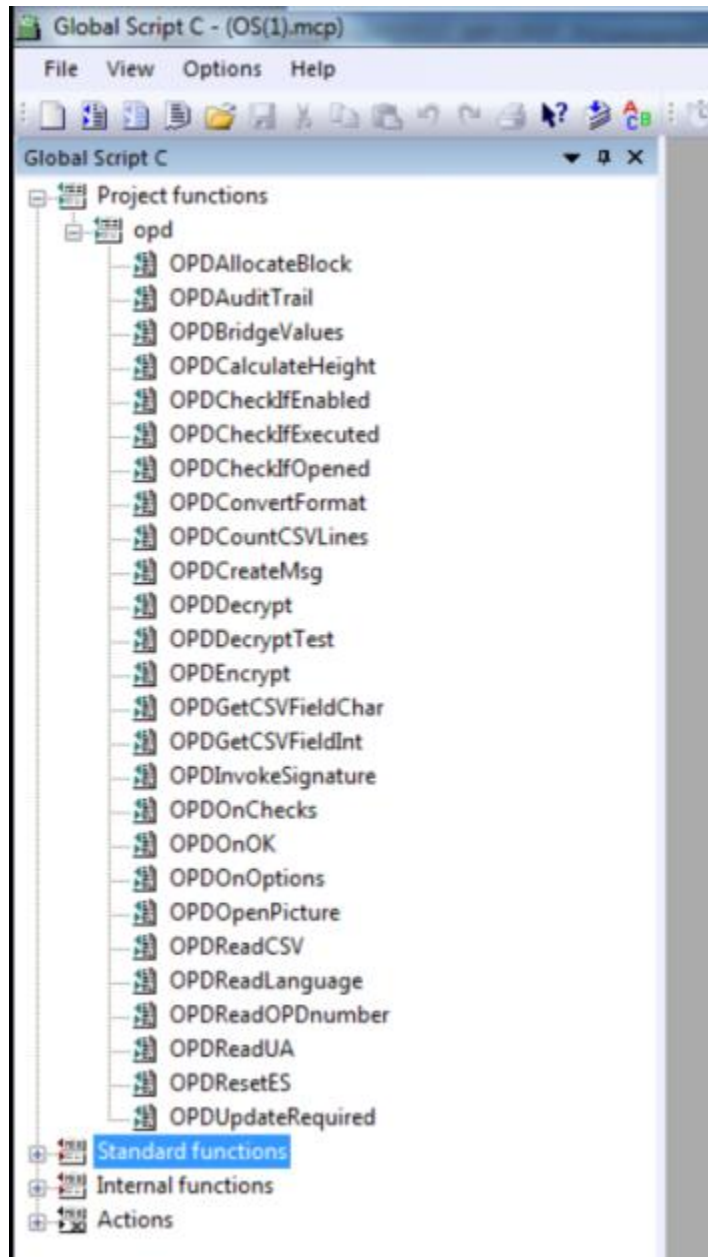 Global Script C - (OS(1).mcp)
File View Options Help
Global Script C
Project functions
opd
OPDAllocateBlock
OPDAuditTrail
OPDBridgeValues
OPDCalculateHeight
OPDCheckIfEnabled
OPDCheckIfExecuted
OPDCheckIfOpened
OPDConvertFormat
OPDCountCSVLines
OPDCreateMsg
OPDDecrypt
OPDDecryptTest
OPDEncrypt
OPDGetCSVFieldChar
OPDGetCSVFieldInt
OPDInvokeSignature
OPDOnChecks
OPDOnOK
OPDOnOptions
OPDOpenPicture
OPDReadCSV
OPDReadLanguage
OPDReadOPDnumber
OPDReadUA
OPDResetES
OPDUpdateRequired
Standard functions
Internal functions
Actions